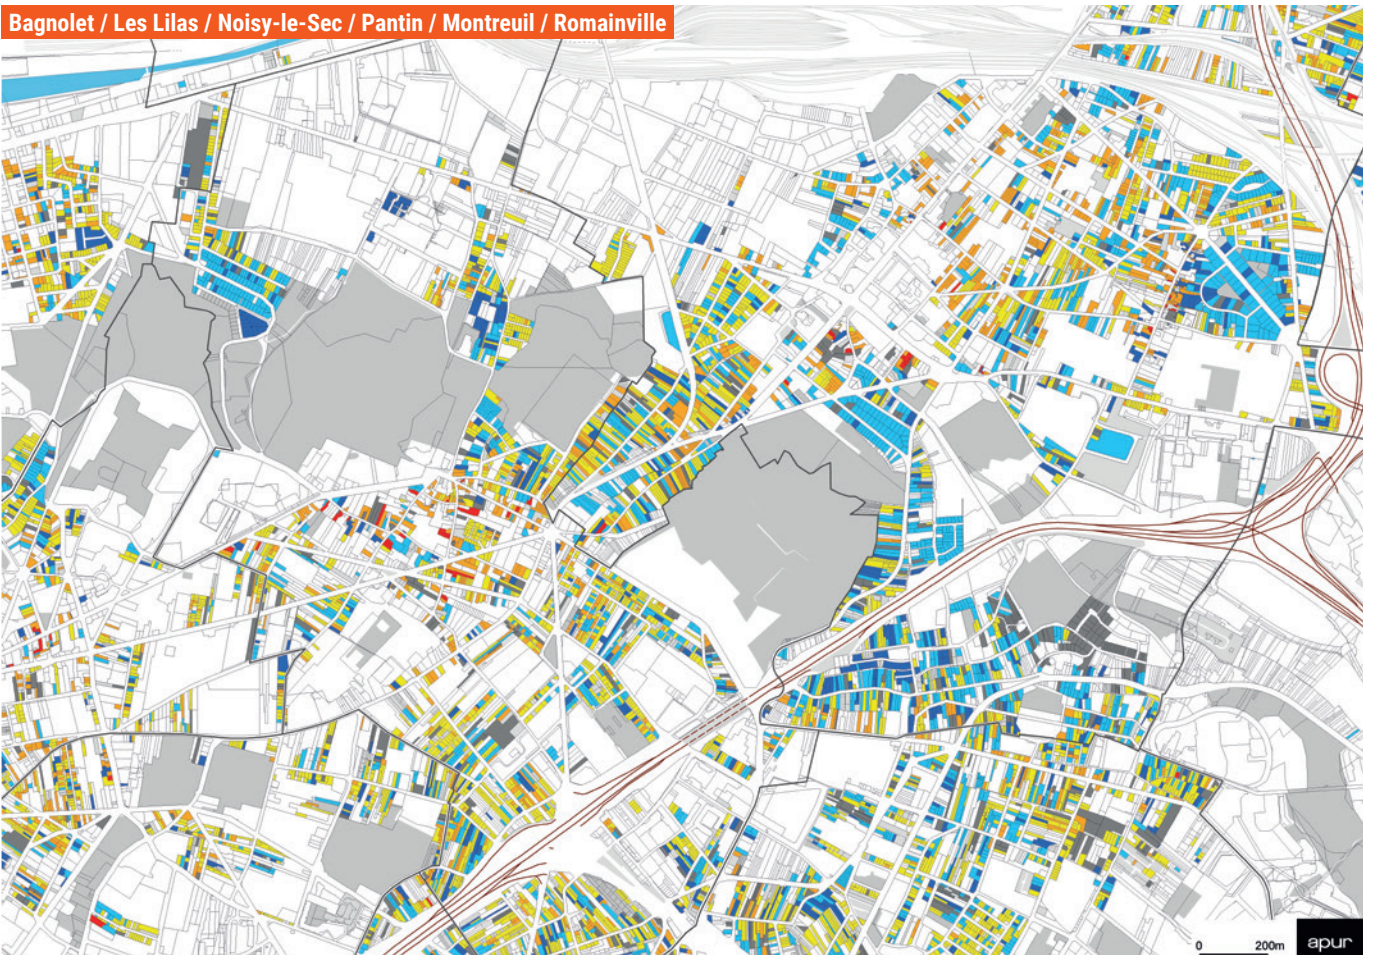 Bagnolet / Les Lilas / Noisy-le-Sec / Pantin / Montreuil / Romainville
0 200m
apur